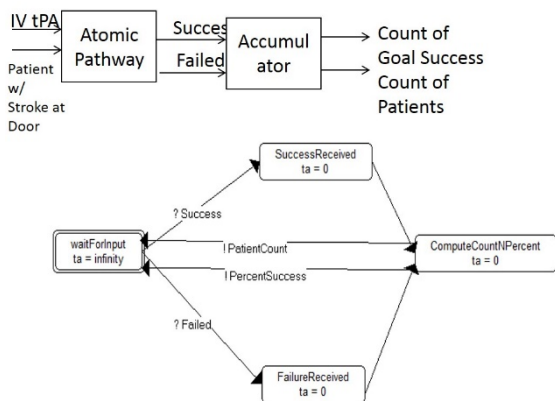 IV tPA
Patient
w/
Stroke at
Door
Atomic
Pathway
Succes
Failed
Accumul
ator
Count of
Goal Success
Count of
Patients
SuccessReceived
ta = 0
? Success
waitForInput
ta = infinity
! PatientCount
! PercentSuccess
ComputeCountNPercent
ta = 0
? Failed
FailureReceived
ta = 0